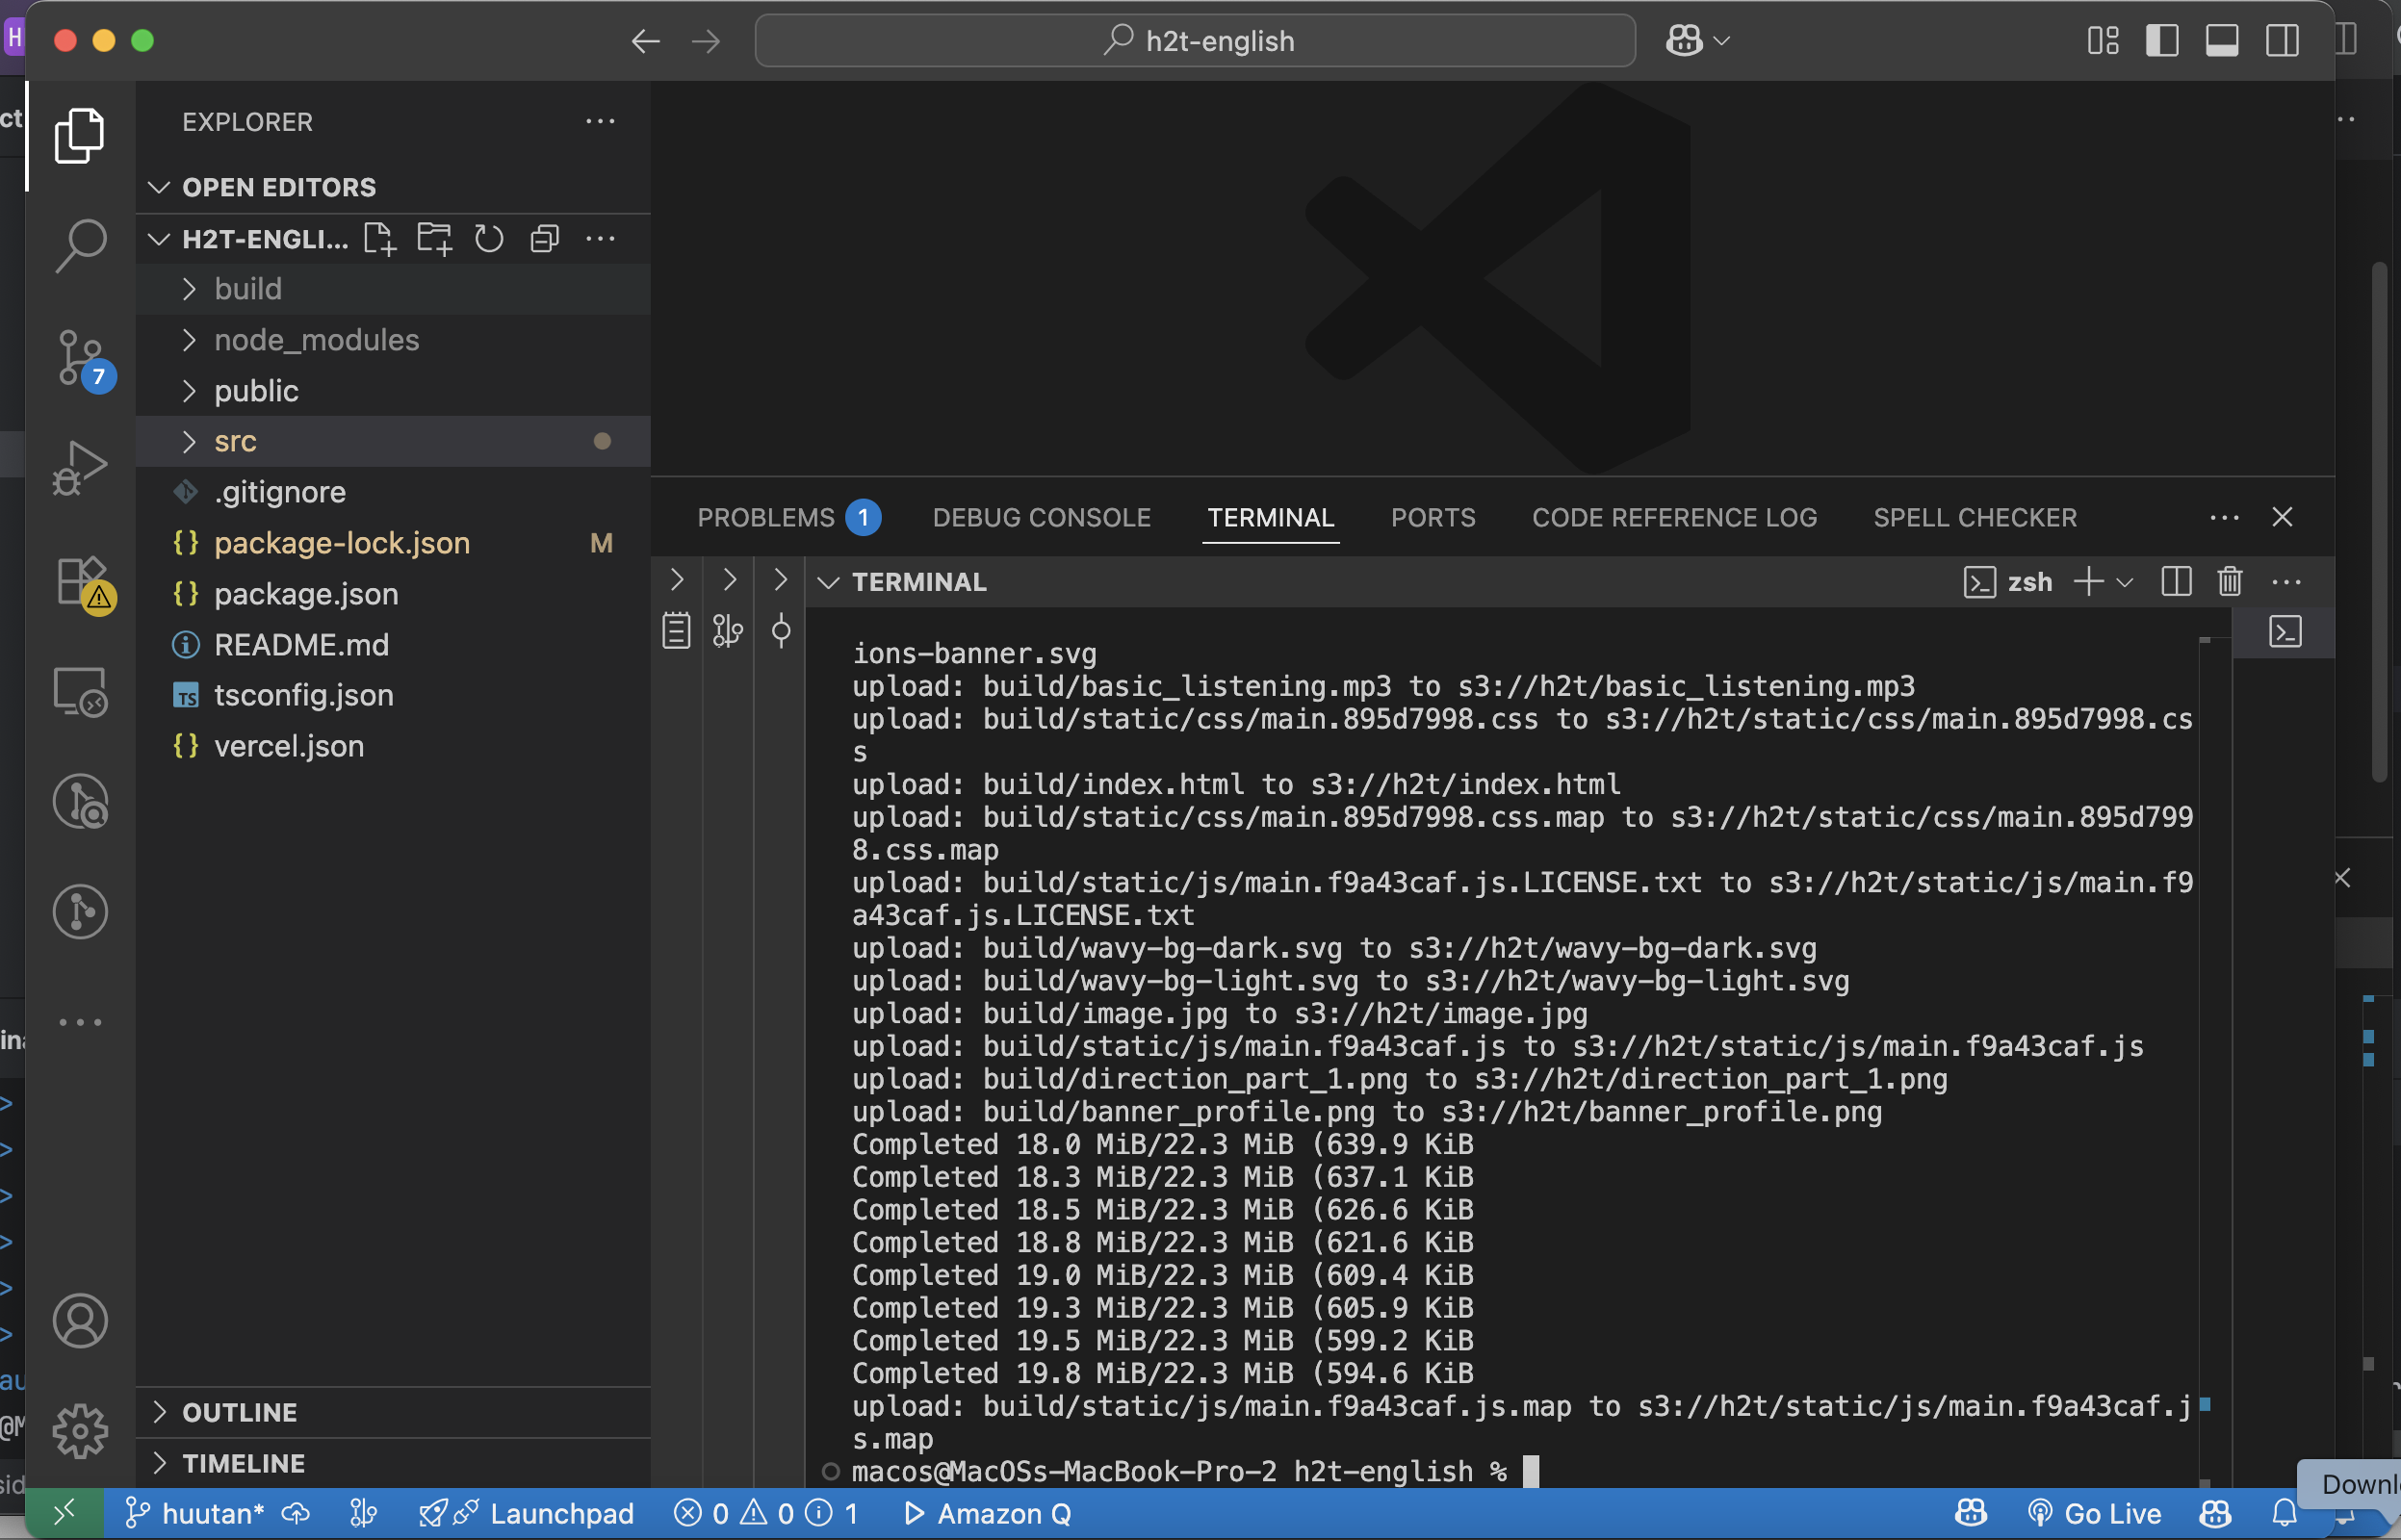 h2t-english
EXPLORER
OPEN EDITORS
H2T-ENGLI...
build
node_modules
public
src
.gitignore
package-lock.json M
package.json
README.md
tsconfig.json
vercel.json
OUTLINE
TIMELINE
7
PROBLEMS 1 DEBUG CONSOLE TERMINAL PORTS CODE REFERENCE LOG SPELL CHECKER
TERMINAL
zsh
ions-banner.svg
upload: build/basic_listening.mp3 to s3://h2t/basic_listening.mp3
upload: build/static/css/main.895d7998.css to s3://h2t/static/css/main.895d7998.cs
s
upload: build/index.html to s3://h2t/index.html
upload: build/static/css/main.895d7998.css.map to s3://h2t/static/css/main.895d799
8.css.map
upload: build/static/js/main.f9a43caf.js.LICENSE.txt to s3://h2t/static/js/main.f9
a43caf.js.LICENSE.txt
upload: build/wavy-bg-dark.svg to s3://h2t/wavy-bg-dark.svg
upload: build/wavy-bg-light.svg to s3://h2t/wavy-bg-light.svg
upload: build/image.jpg to s3://h2t/image.jpg
upload: build/static/js/main.f9a43caf.js to s3://h2t/static/js/main.f9a43caf.js
upload: build/direction_part_1.png to s3://h2t/direction_part_1.png
upload: build/banner_profile.png to s3://h2t/banner_profile.png
Completed 18.0 MiB/22.3 MiB (639.9 KiB
Completed 18.3 MiB/22.3 MiB (637.1 KiB
Completed 18.5 MiB/22.3 MiB (626.6 KiB
Completed 18.8 MiB/22.3 MiB (621.6 KiB
Completed 19.0 MiB/22.3 MiB (609.4 KiB
Completed 19.3 MiB/22.3 MiB (605.9 KiB
Completed 19.5 MiB/22.3 MiB (599.2 KiB
Completed 19.8 MiB/22.3 MiB (594.6 KiB
upload: build/static/js/main.f9a43caf.js.map to s3://h2t/static/js/main.f9a43caf.j
s.map
macos@MacOSs-MacBook-Pro-2 h2t-english %
huutan* Launchpad 0 0 1 Amazon Q Go Live